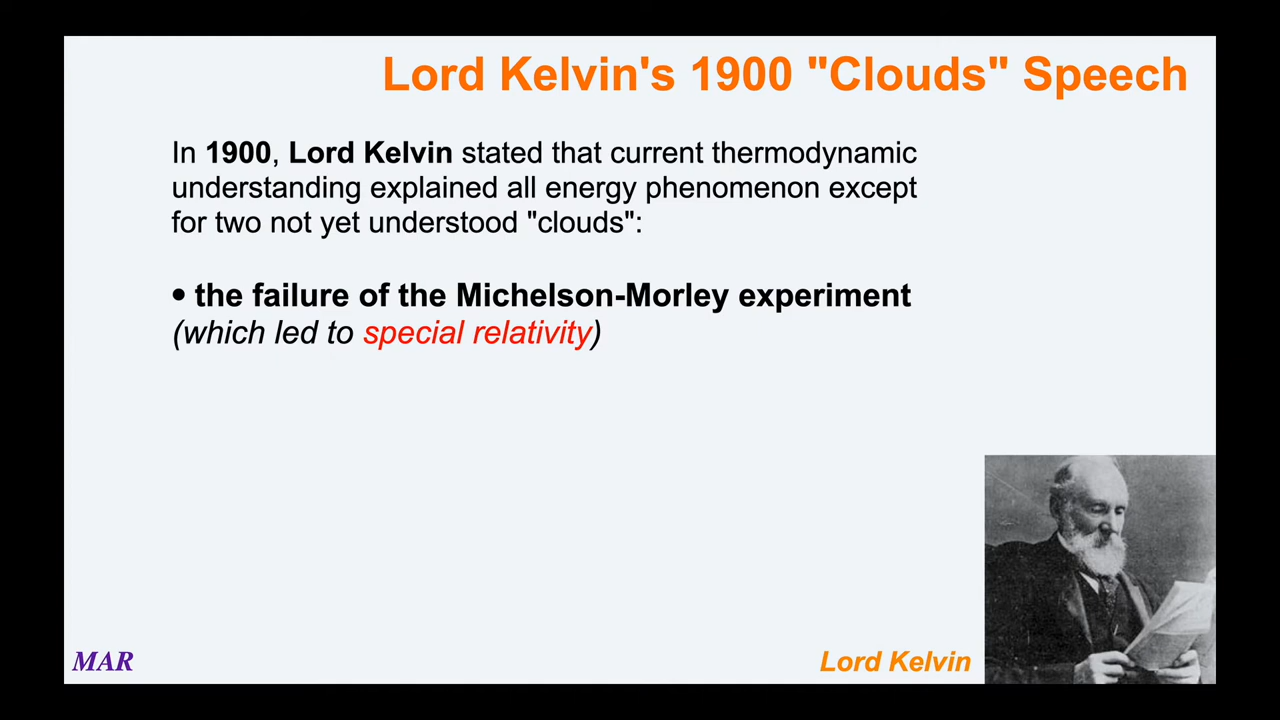 Lord Kelvin's 1900 "Clouds" Speech
In 1900, Lord Kelvin stated that current thermodynamic
understanding explained all energy phenomenon except
for two not yet understood "clouds":
• the failure of the Michelson-Morley experiment
(which led to special relativity)
MAR
Lord Kelvin